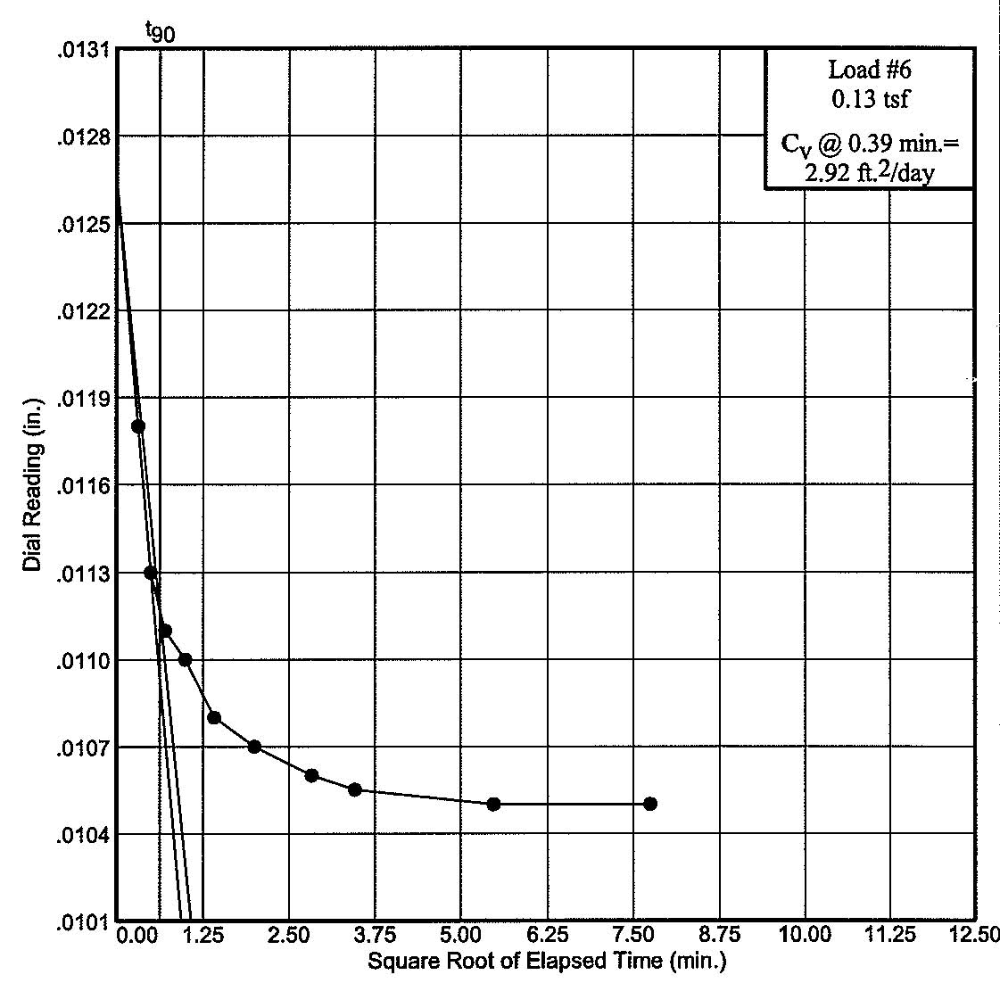 t90
.0131
Load #6
0.13 tsf
.0128
Cv @ 0.39 min.=
2.92 ft.2/day
.0125
.0122
.0119
.0116
.0113
.0110
.0107
.0104
.0101
Dial Reading (in.)
0.00 1.25 2.50 3.75 5.00 6.25 7.50 8.75 10.00 11.25 12.50
Square Root of Elapsed Time (min.)